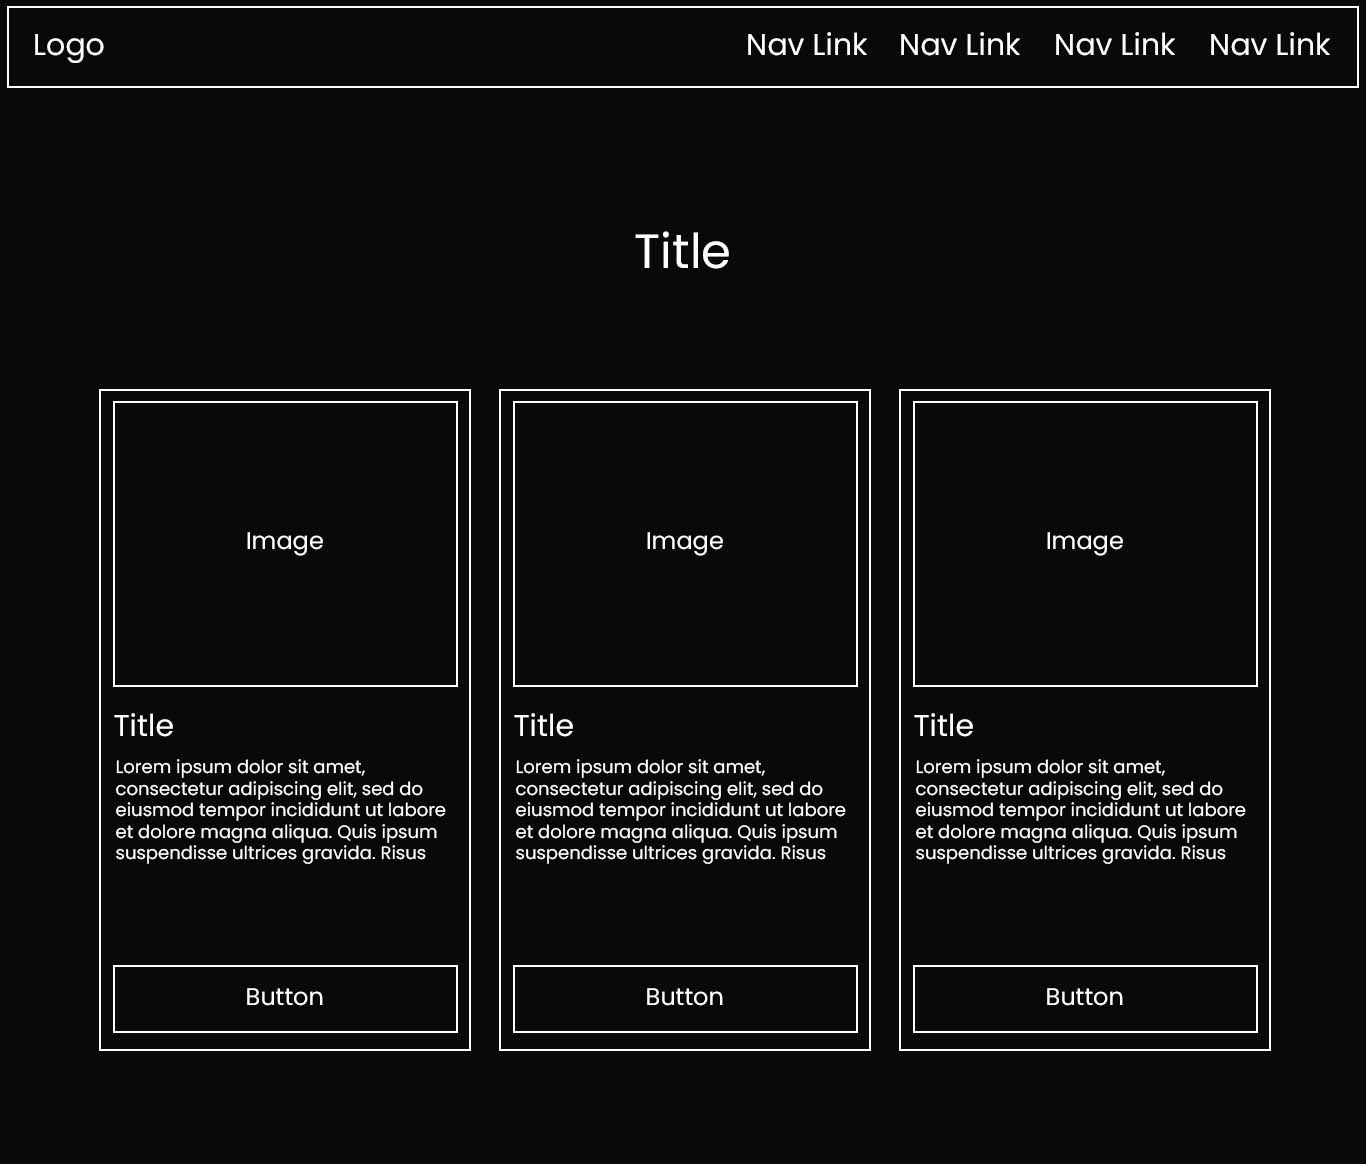 Logo Nav Link Nav Link Nav Link Nav Link
Title
Image
Title
Lorem ipsum dolor sit amet,
consectetur adipiscing elit, sed do
eiusmod tempor incididunt ut labore
et dolore magna aliqua. Quis ipsum
suspendisse ultrices gravida. Risus
Button
Image
Title
Lorem ipsum dolor sit amet,
consectetur adipiscing elit, sed do
eiusmod tempor incididunt ut labore
et dolore magna aliqua. Quis ipsum
suspendisse ultrices gravida. Risus
Button
Image
Title
Lorem ipsum dolor sit amet,
consectetur adipiscing elit, sed do
eiusmod tempor incididunt ut labore
et dolore magna aliqua. Quis ipsum
suspendisse ultrices gravida. Risus
Button